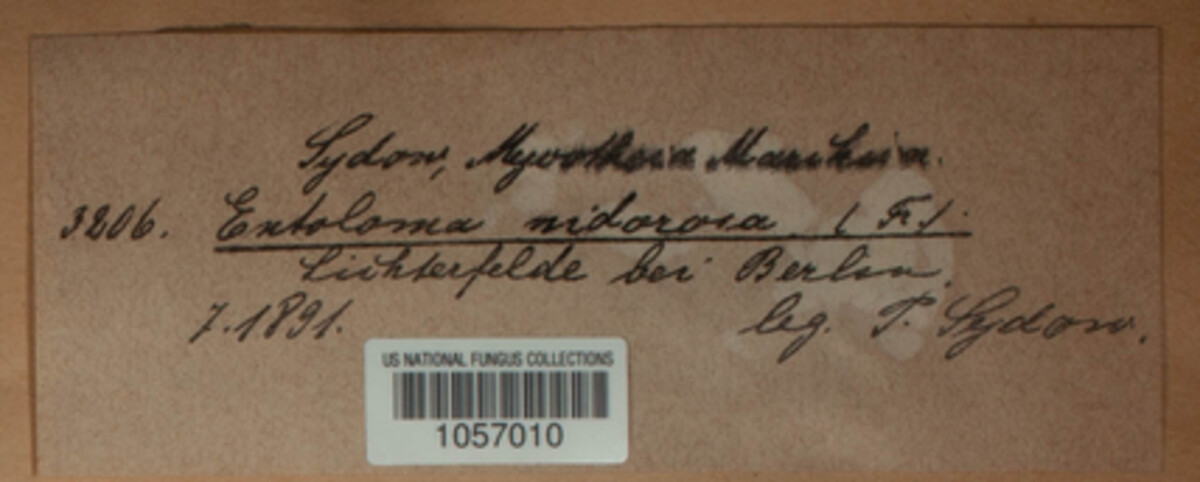 Sydow, Mycotheca Marchica.
3206. Entoloma nidorosa (Fr.).
Lichterfelde bei Berlin.
7.1891. leg. P. Sydow.
US NATIONAL FUNGUS COLLECTIONS
1057010